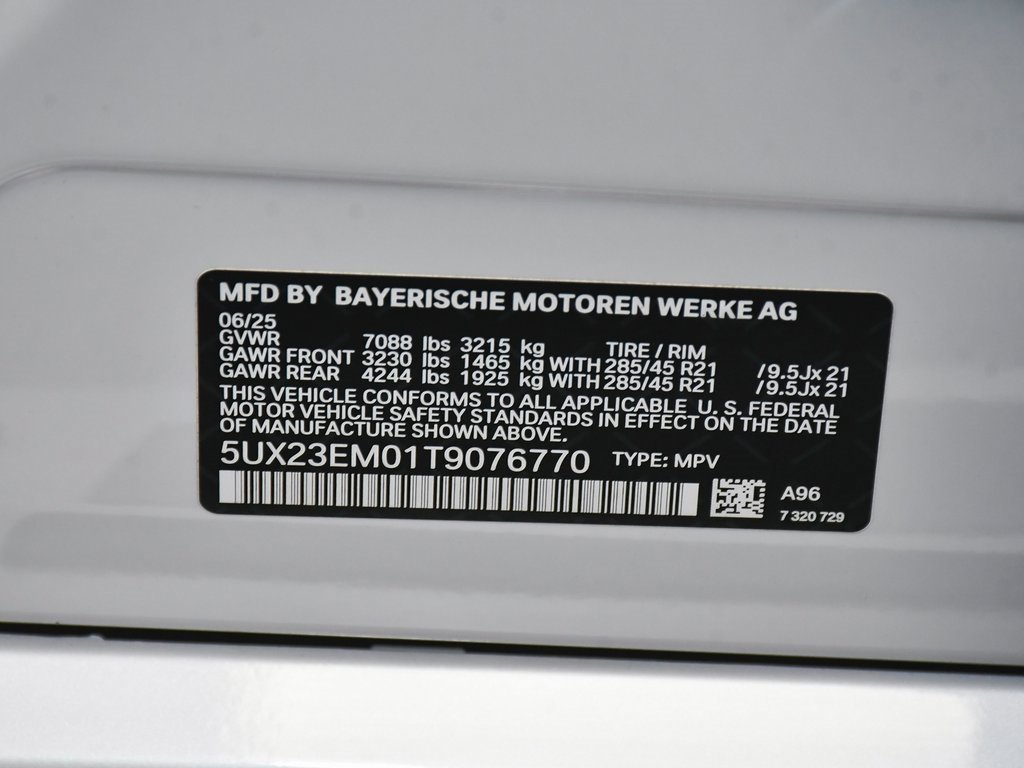 MFD BY BAYERISCHE MOTOREN WERKE AG
06/25
GVWR 7088 lbs 3215 kg TIRE / RIM
GAWR FRONT 3230 lbs 1465 kg WITH 285/45 R21 /9.5Jx 21
GAWR REAR 4244 lbs 1925 kg WITH 285/45 R21 /9.5Jx 21
THIS VEHICLE CONFORMS TO ALL APPLICABLE U. S. FEDERAL
MOTOR VEHICLE SAFETY STANDARDS IN EFFECT ON THE DATE
OF MANUFACTURE SHOWN ABOVE.
5UX23EM01T9076770 TYPE: MPV
A96
7 320 729